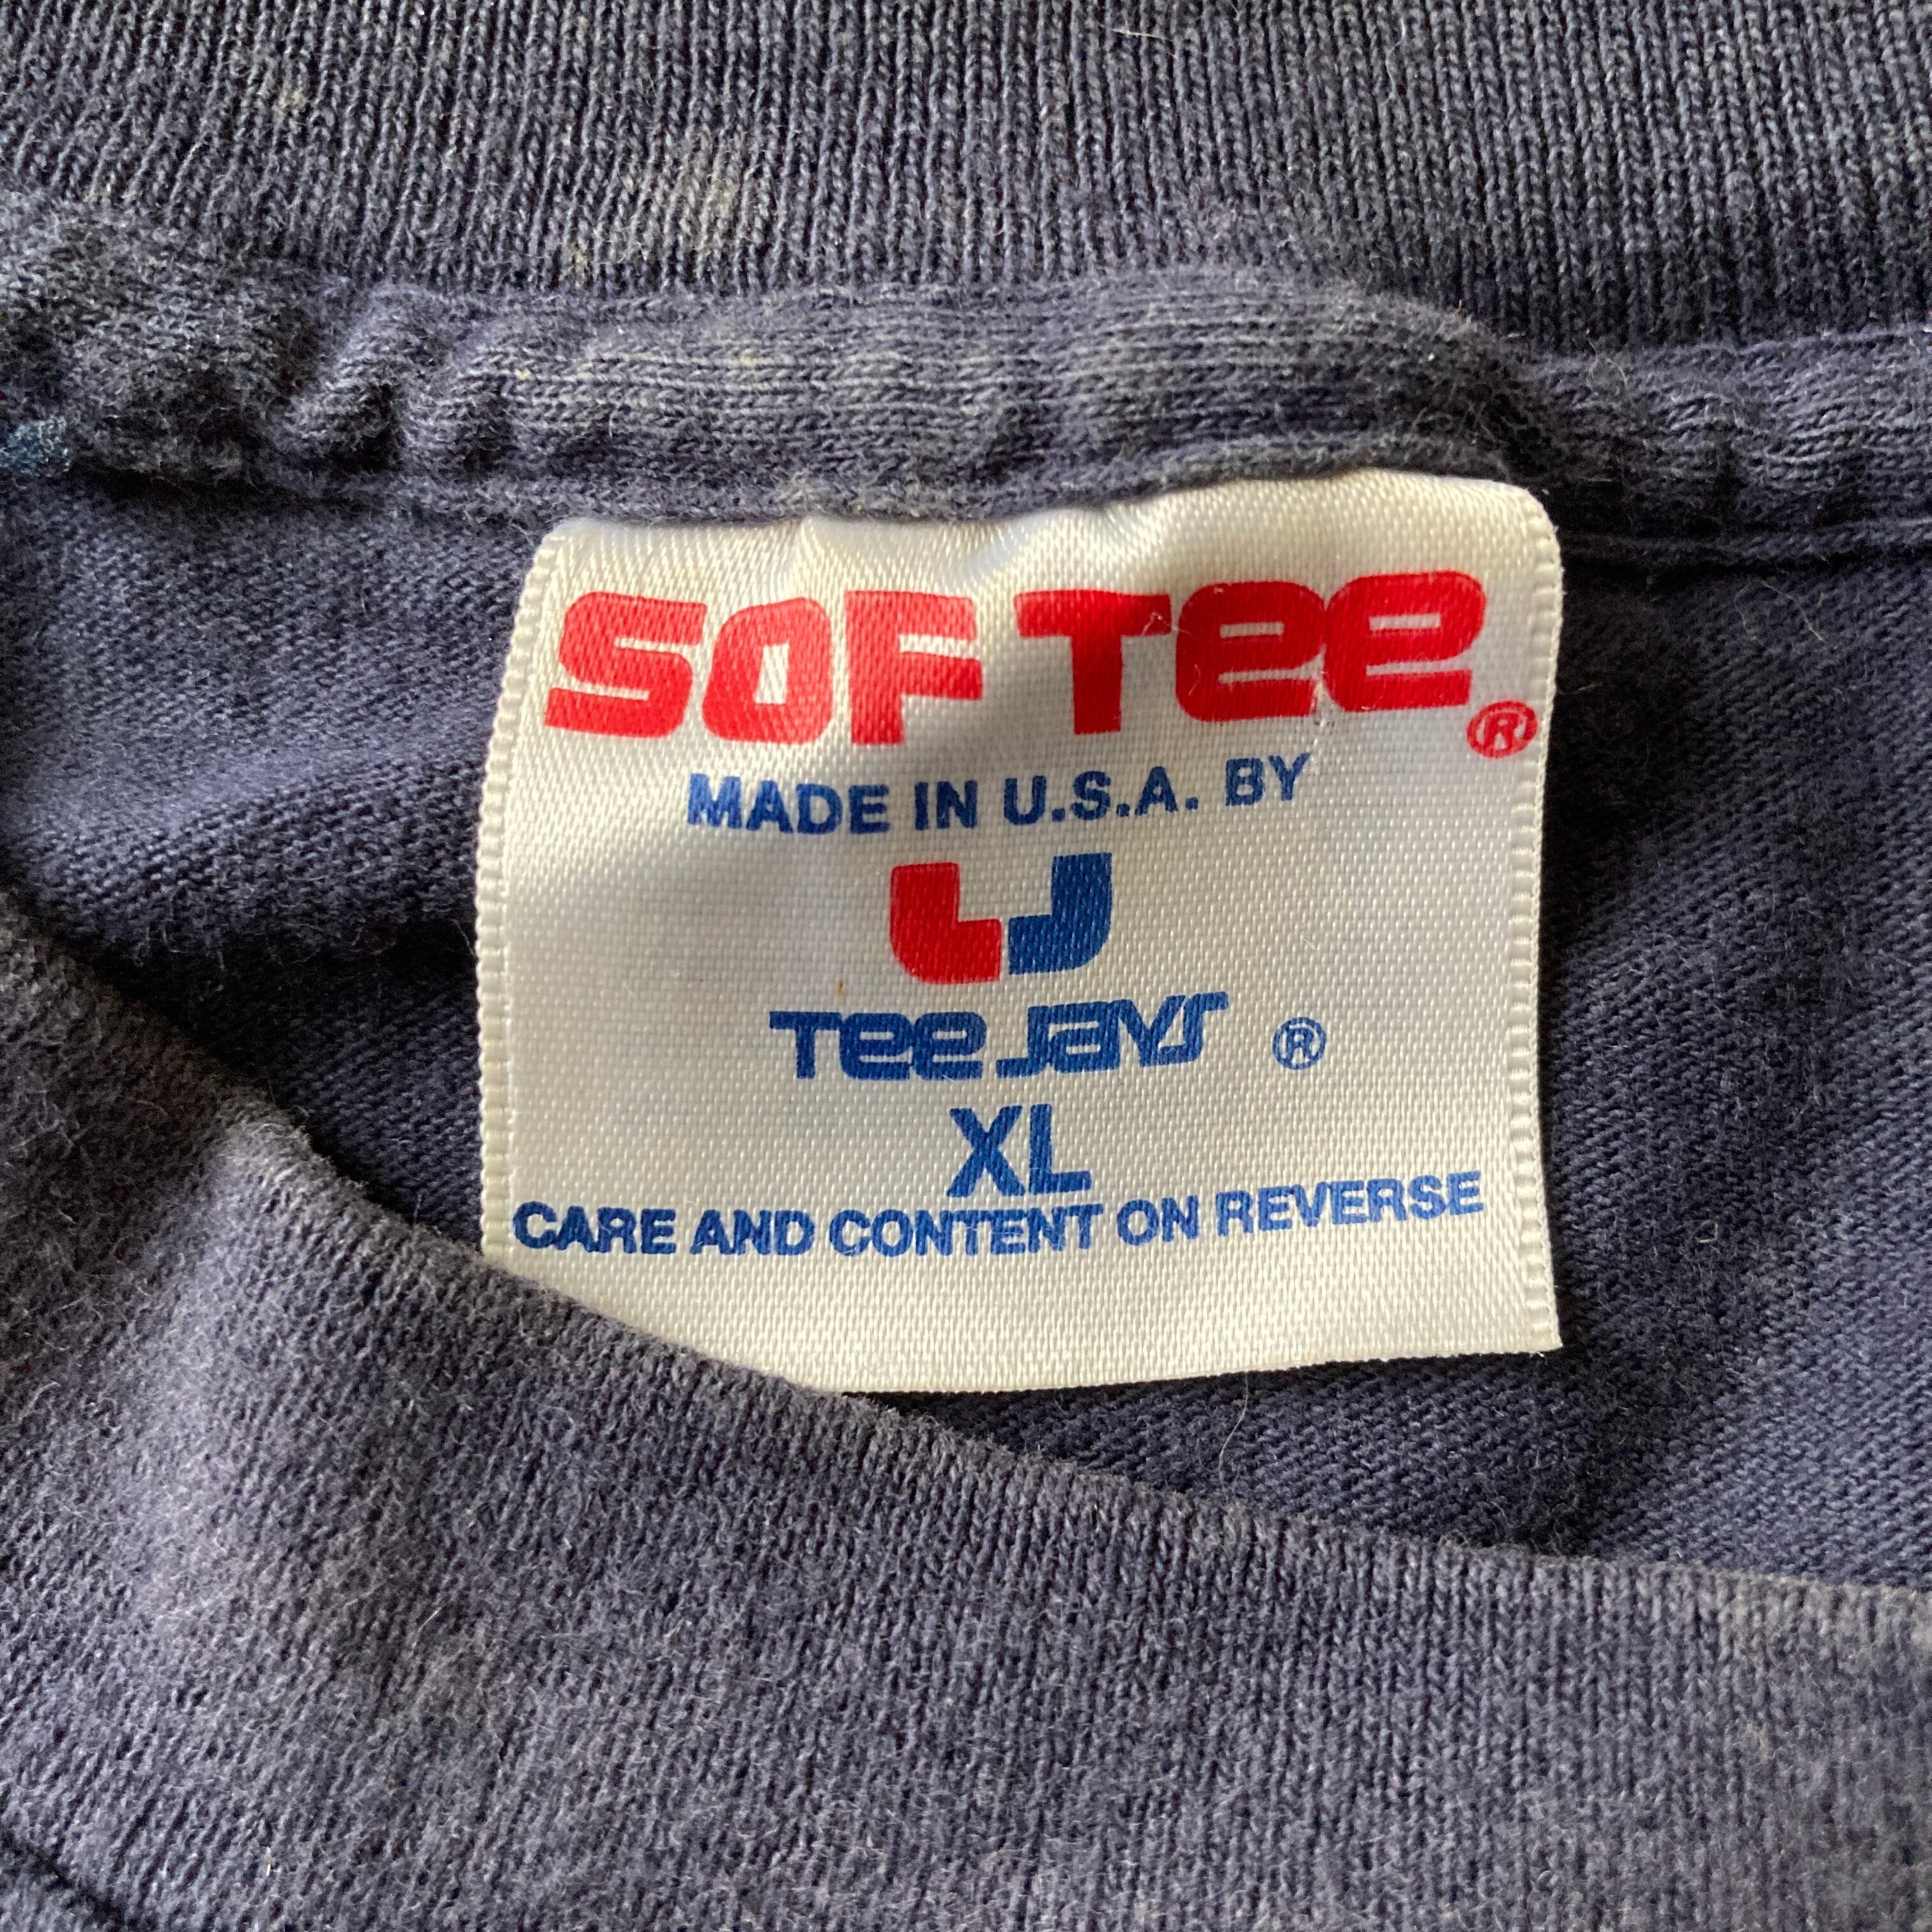 SOF TEE®
MADE IN U.S.A. BY
TEE JAYS ®
XL
CARE AND CONTENT ON REVERSE